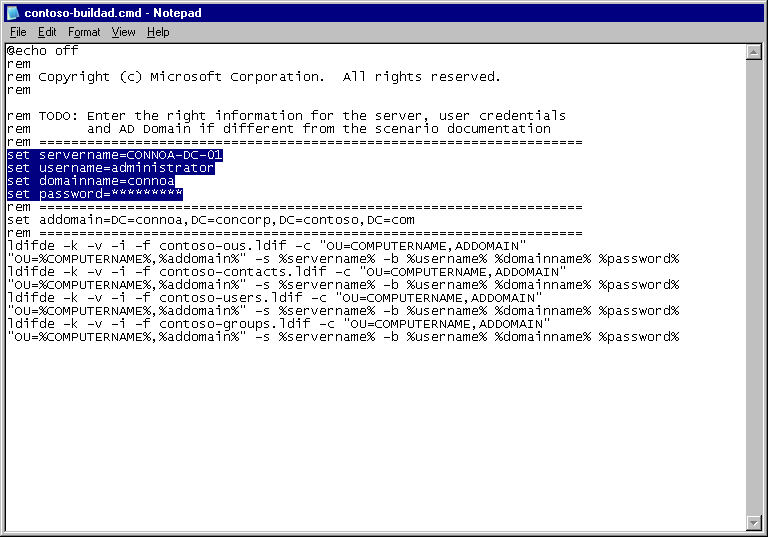 contoso-buildad.cmd - Notepad
File Edit Format View Help
@echo off
rem
rem Copyright (c) Microsoft Corporation.  All rights reserved.
rem

rem TODO: Enter the right information for the server, user credentials
rem       and AD Domain if different from the scenario documentation
rem ====================================================================
set servername=CONNOA-DC-01
set username=administrator
set domainname=connoa
set password=*********
rem ====================================================================
set addomain=DC=connoa,DC=concorp,DC=contoso,DC=com
rem ====================================================================
ldifde -k -v -i -f contoso-ous.ldif -c "OU=COMPUTERNAME,ADDOMAIN"
"OU=%COMPUTERNAME%,%addomain%" -s %servername% -b %username% %domainname% %password%
ldifde -k -v -i -f contoso-contacts.ldif -c "OU=COMPUTERNAME,ADDOMAIN"
"OU=%COMPUTERNAME%,%addomain%" -s %servername% -b %username% %domainname% %password%
ldifde -k -v -i -f contoso-users.ldif -c "OU=COMPUTERNAME,ADDOMAIN"
"OU=%COMPUTERNAME%,%addomain%" -s %servername% -b %username% %domainname% %password%
ldifde -k -v -i -f contoso-groups.ldif -c "OU=COMPUTERNAME,ADDOMAIN"
"OU=%COMPUTERNAME%,%addomain%" -s %servername% -b %username% %domainname% %password%